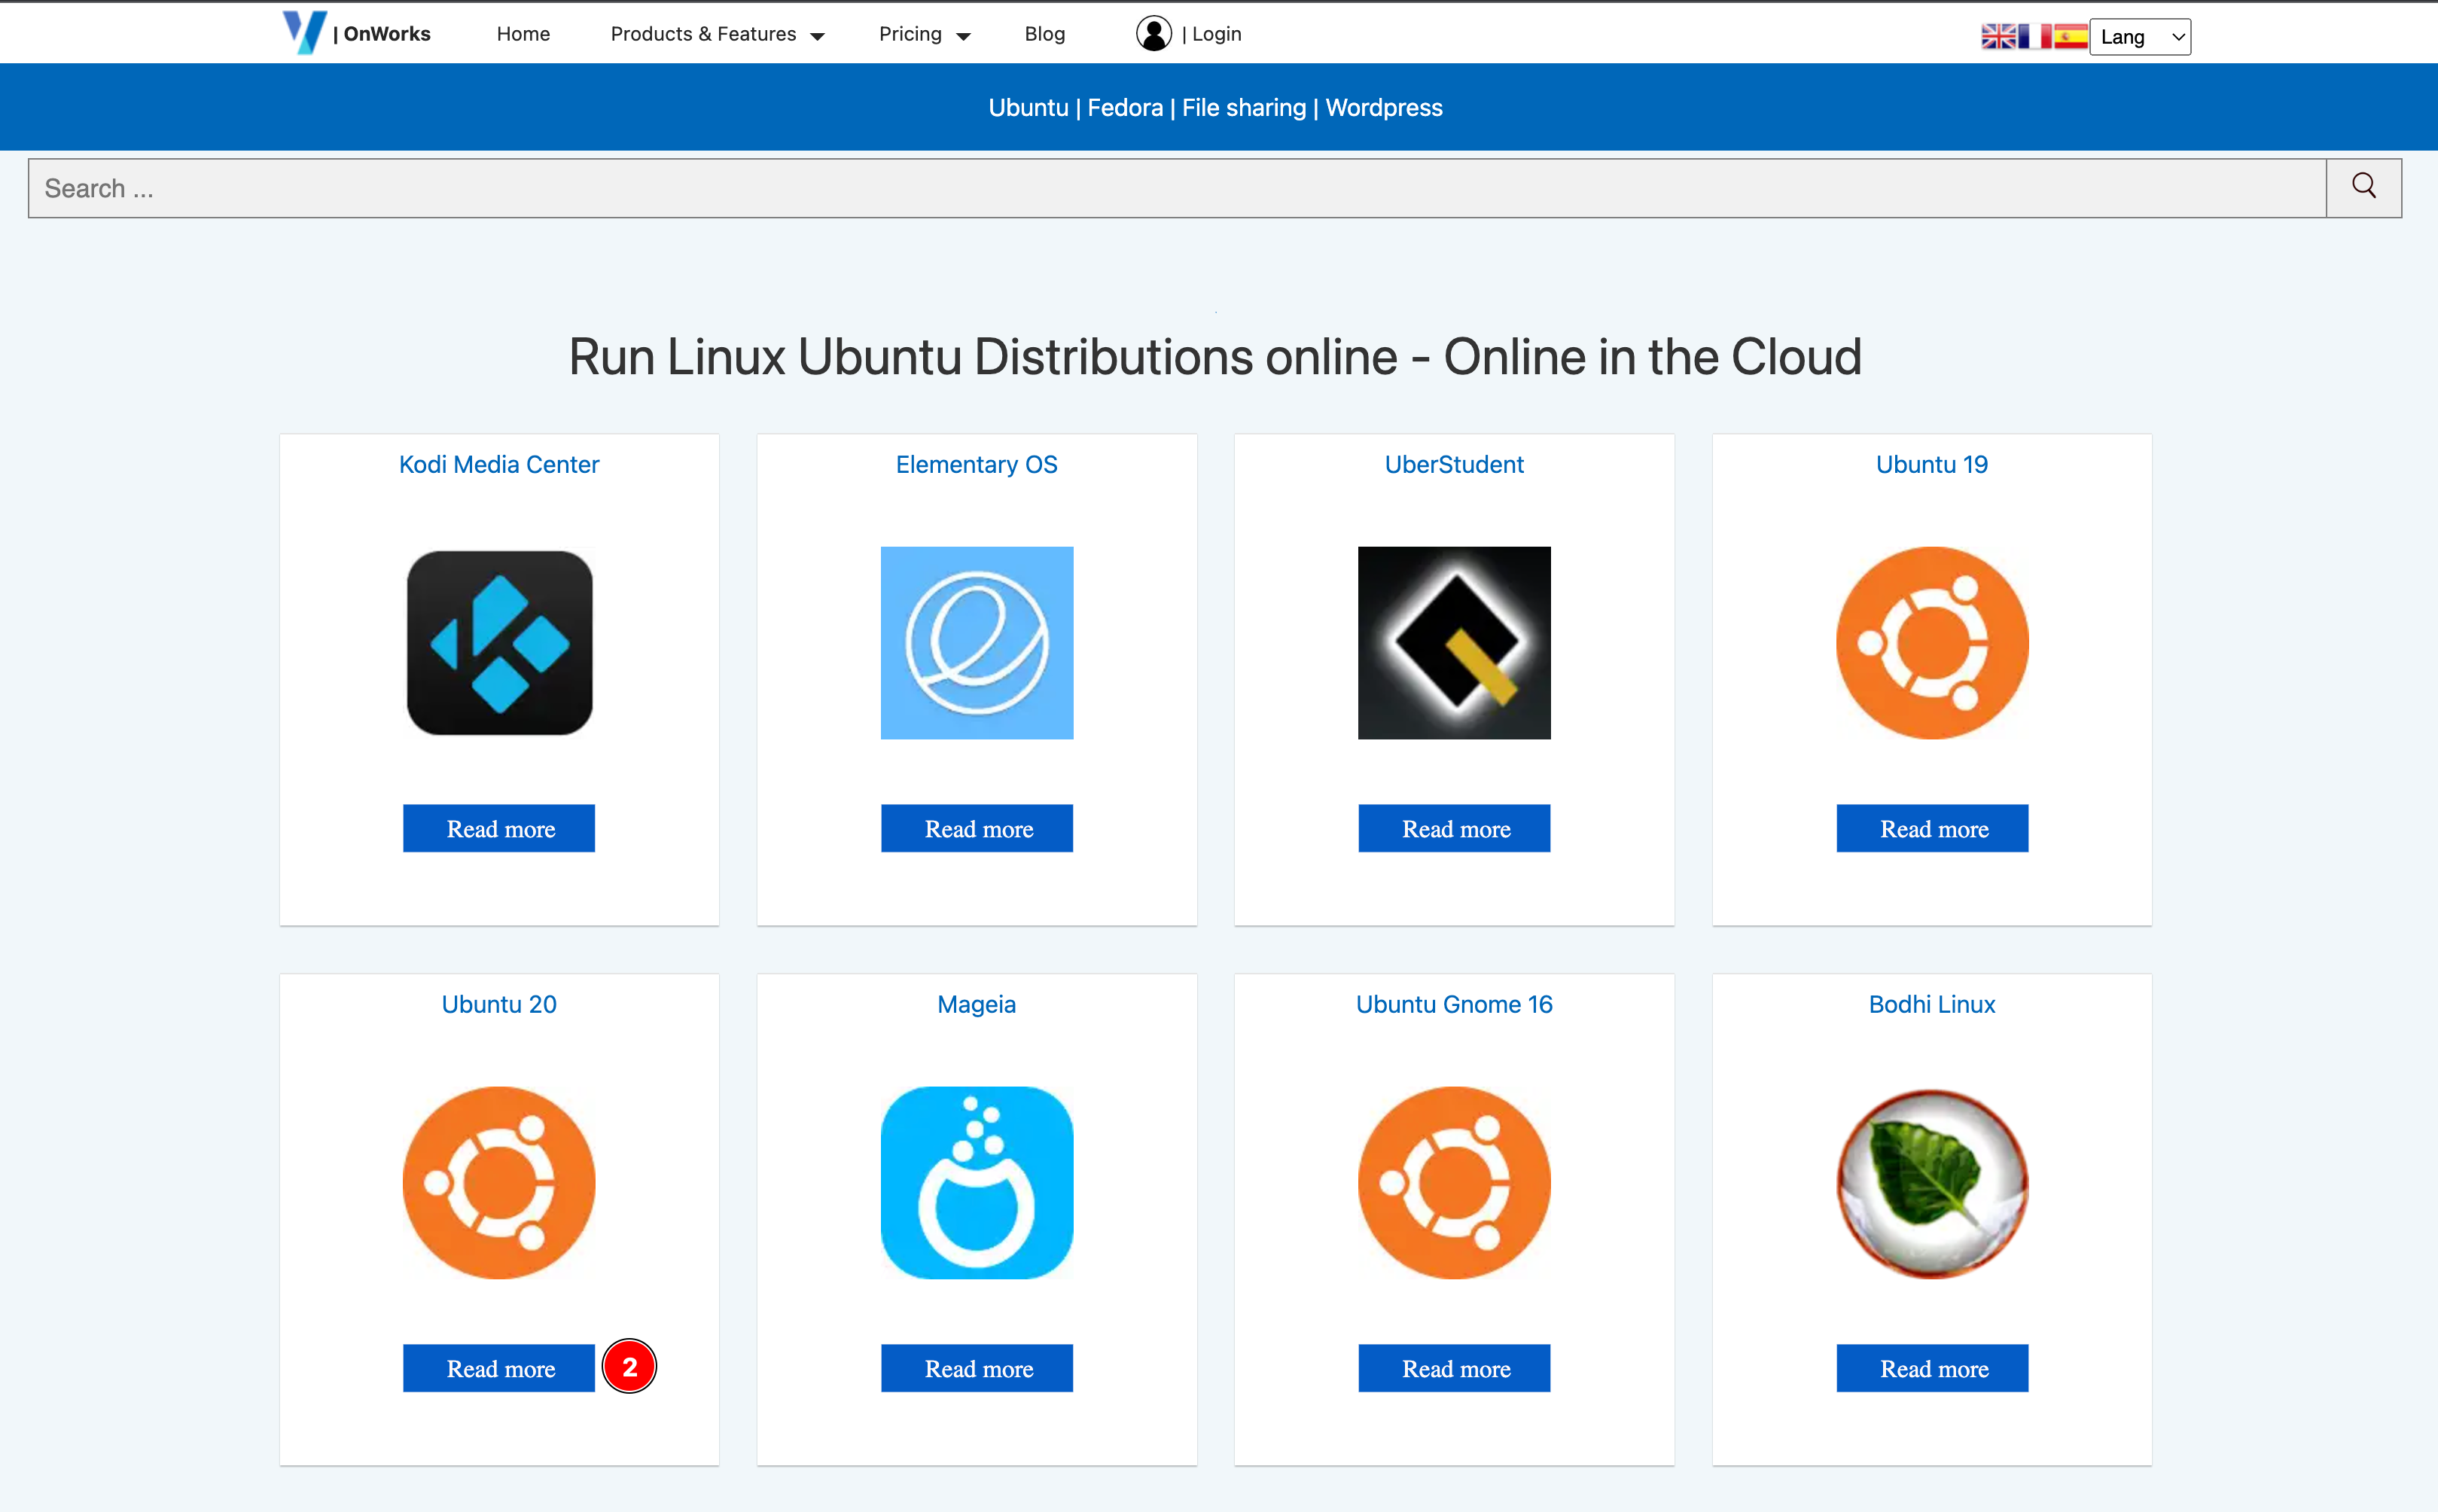 | OnWorks Home Products & Features Pricing Blog | Login Lang
Ubuntu | Fedora | File sharing | Wordpress
Search ...
Run Linux Ubuntu Distributions online - Online in the Cloud
Kodi Media Center
Elementary OS
UberStudent
Ubuntu 19
Read more
Read more
Read more
Read more
Ubuntu 20
Mageia
Ubuntu Gnome 16
Bodhi Linux
Read more 2
Read more
Read more
Read more